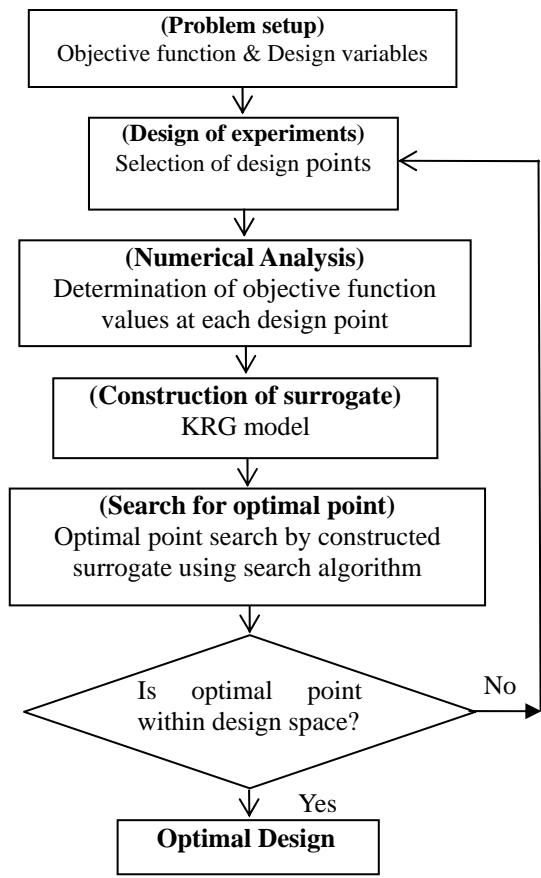 (Problem setup)
Objective function & Design variables
(Design of experiments)
Selection of design points
(Numerical Analysis)
Determination of objective function
values at each design point
(Construction of surrogate)
KRG model
(Search for optimal point)
Optimal point search by constructed
surrogate using search algorithm
Is optimal point
within design space?
No
Yes
Optimal Design